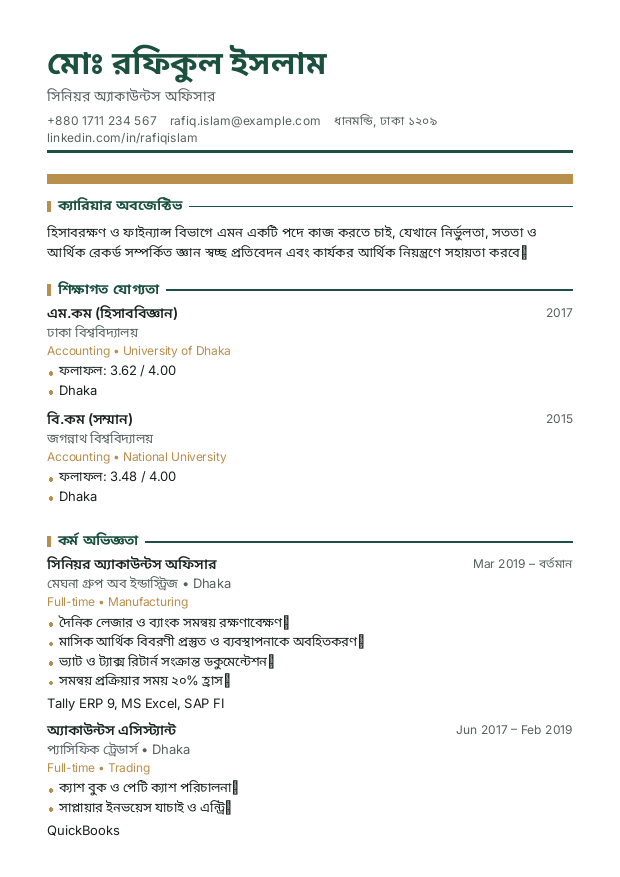 মোঃ রফিকুল ইসলাম
সিনিয়র অ্যাকাউন্টস অফিসার
+880 1711 234 567 rafiq.islam@example.com ধানমন্ডি, ঢাকা ১২০৯
linkedin.com/in/rafiqislam
ক্যারিয়ার অবজেক্টিভ
হিসাবরক্ষণ ও ফাইন্যান্স বিভাগে এমন একটি পদে কাজ করতে চাই, যেখানে নির্ভুলতা, সততা ও
আর্থিক রেকর্ড সম্পর্কিত জ্ঞান স্বচ্ছ প্রতিবেদন এবং কার্যকর আর্থিক নিয়ন্ত্রণে সহায়তা করবে
শিক্ষাগত যোগ্যতা
এম.কম (হিসাববিজ্ঞান) 2017
ঢাকা বিশ্ববিদ্যালয়
Accounting • University of Dhaka
• ফলাফল: 3.62 / 4.00
• Dhaka
বি.কম (সম্মান) 2015
জগন্নাথ বিশ্ববিদ্যালয়
Accounting • National University
• ফলাফল: 3.48 / 4.00
• Dhaka
কর্ম অভিজ্ঞতা
সিনিয়র অ্যাকাউন্টস অফিসার Mar 2019 – বর্তমান
মেঘনা গ্রুপ অব ইন্ডাস্ট্রিজ • Dhaka
Full-time • Manufacturing
• দৈনিক লেজার ও ব্যাংক সমন্বয় রক্ষণাবেক্ষণ
• মাসিক আর্থিক বিবরণী প্রস্তুত ও ব্যবস্থাপনাকে অবহিতকরণ
• ভ্যাট ও ট্যাক্স রিটার্ন সংক্রান্ত ডকুমেন্টেশন
• সমন্বয় প্রক্রিয়ার সময় ২০% হ্রাস
Tally ERP 9, MS Excel, SAP FI
অ্যাকাউন্টস এসিস্ট্যান্ট Jun 2017 – Feb 2019
প্যাসিফিক ট্রেডার্স • Dhaka
Full-time • Trading
• ক্যাশ বুক ও পেটি ক্যাশ পরিচালনা
• সাপ্লায়ার ইনভয়েস যাচাই ও এন্ট্রি
QuickBooks